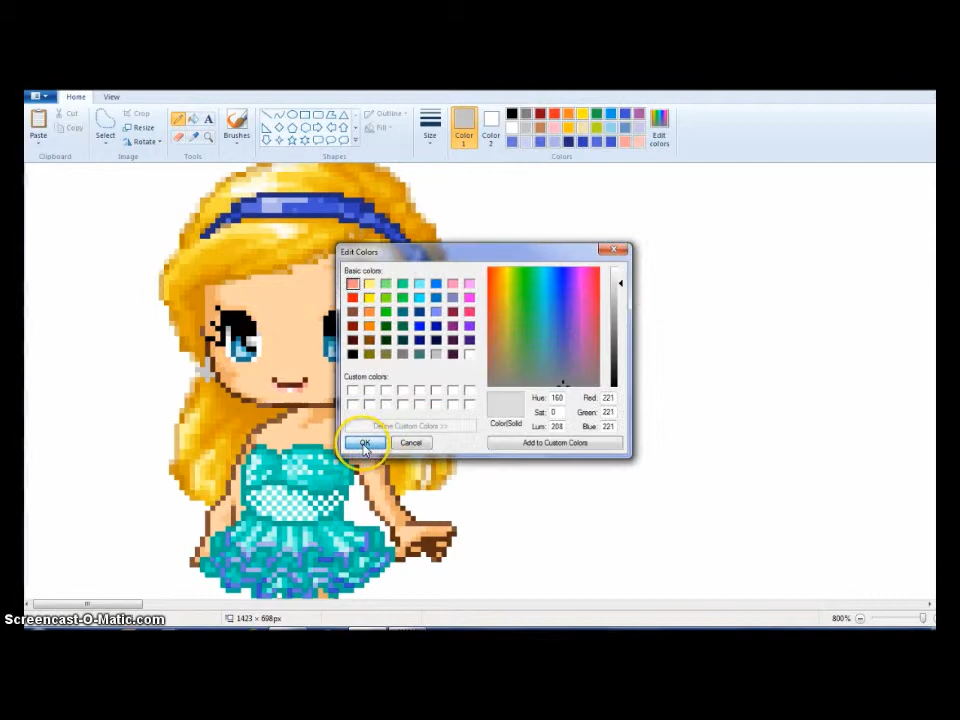 Home View
Paste
Cut
Copy
Clipboard
Select
Crop
Resize
Rotate
Image
A
Tools
Brushes
Shapes
Outline
Fill
Size
Color 1
Color 2
Edit colors
Colors
Edit Colors
Basic colors:
Custom colors:
Define Custom Colors >>
OK Cancel
Color|Solid
Hue: 160 Red: 221
Sat: 0 Green: 221
Lum: 208 Blue: 221
Add to Custom Colors
Screencast-O-Matic.com
1423 × 698px
800%